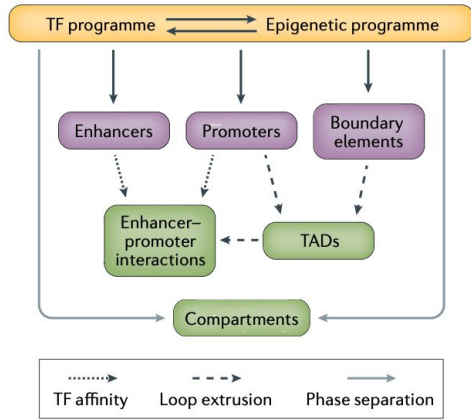 TF programme
Epigenetic programme
Enhancers
Promoters
Boundary
elements
Enhancer–
promoter
interactions
TADs
Compartments
TF affinity
Loop extrusion
Phase separation